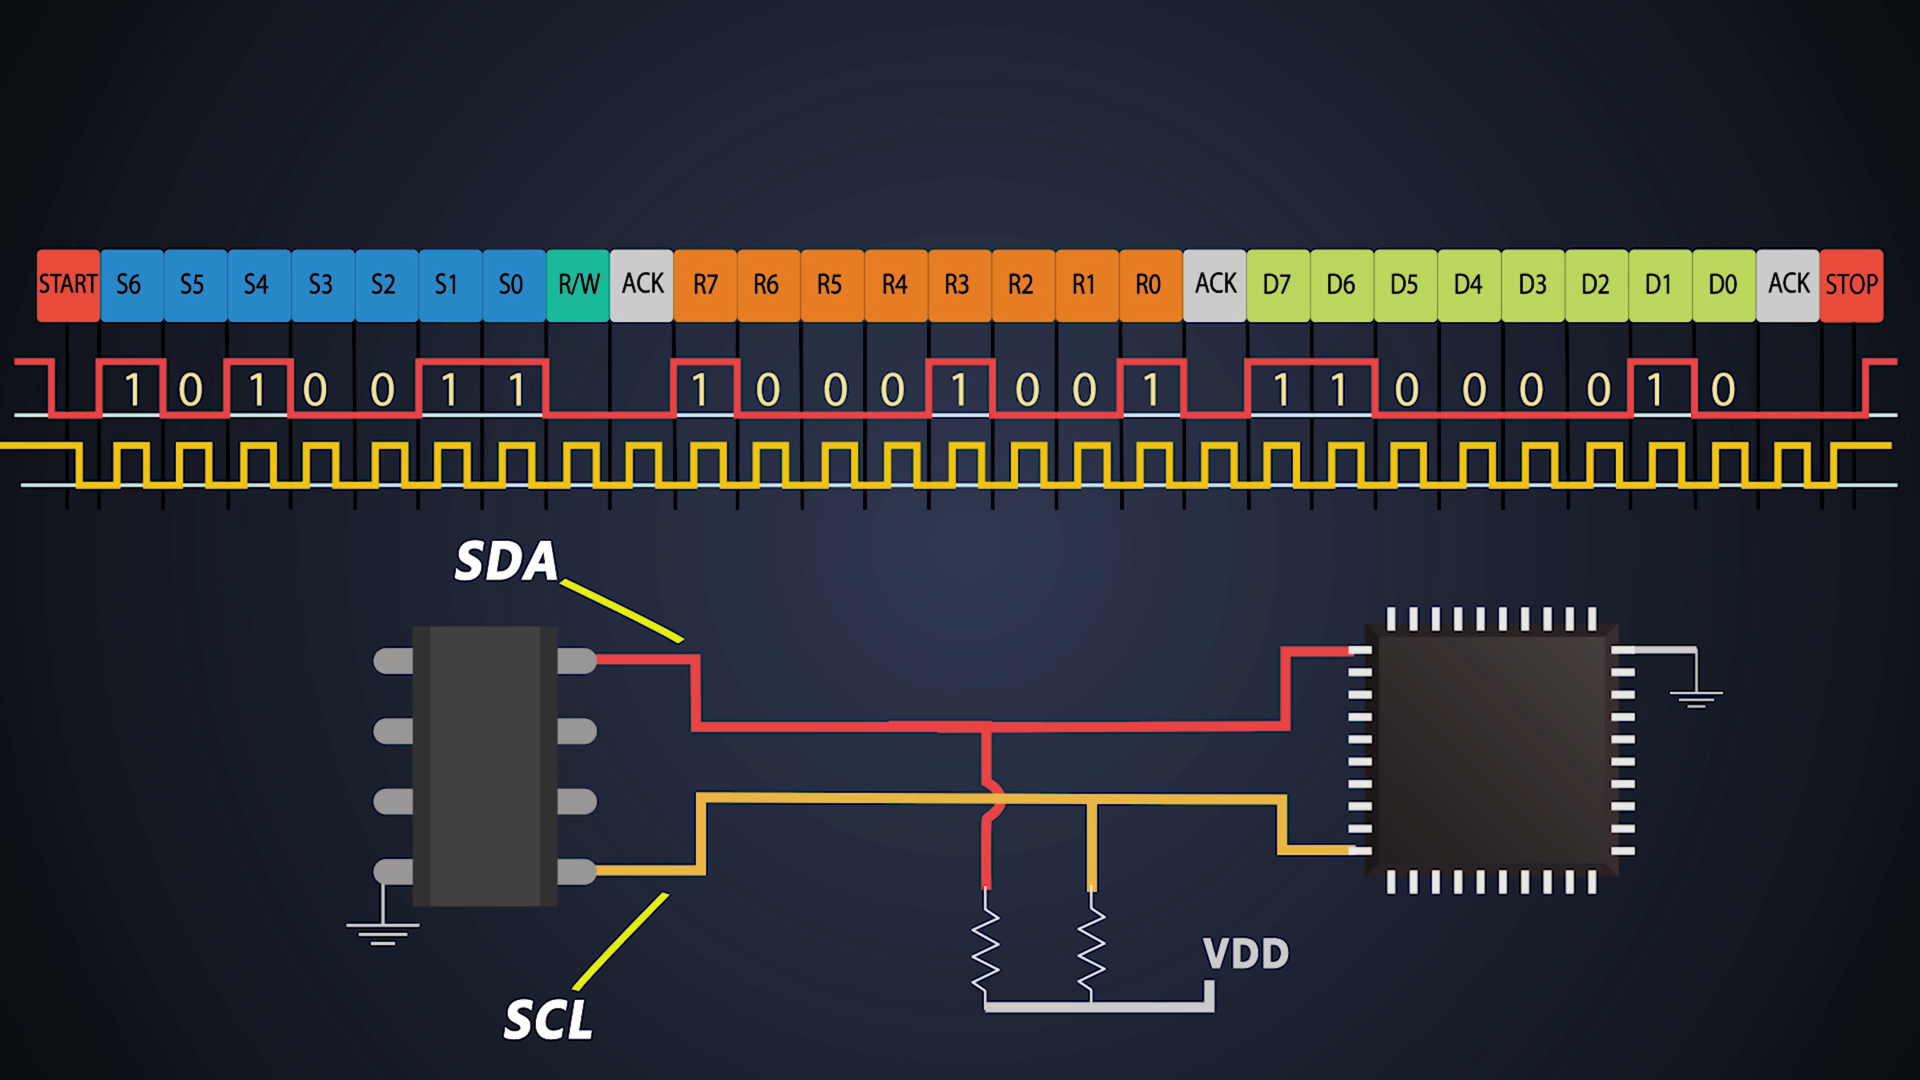 START S6 S5 S4 S3 S2 S1 S0 R/W ACK R7 R6 R5 R4 R3 R2 R1 R0 ACK D7 D6 D5 D4 D3 D2 D1 D0 ACK STOP
1 0 1 0 0 1 1 1 0 0 0 1 0 0 1 1 1 0 0 0 0 1 0
SDA
VDD
SCL